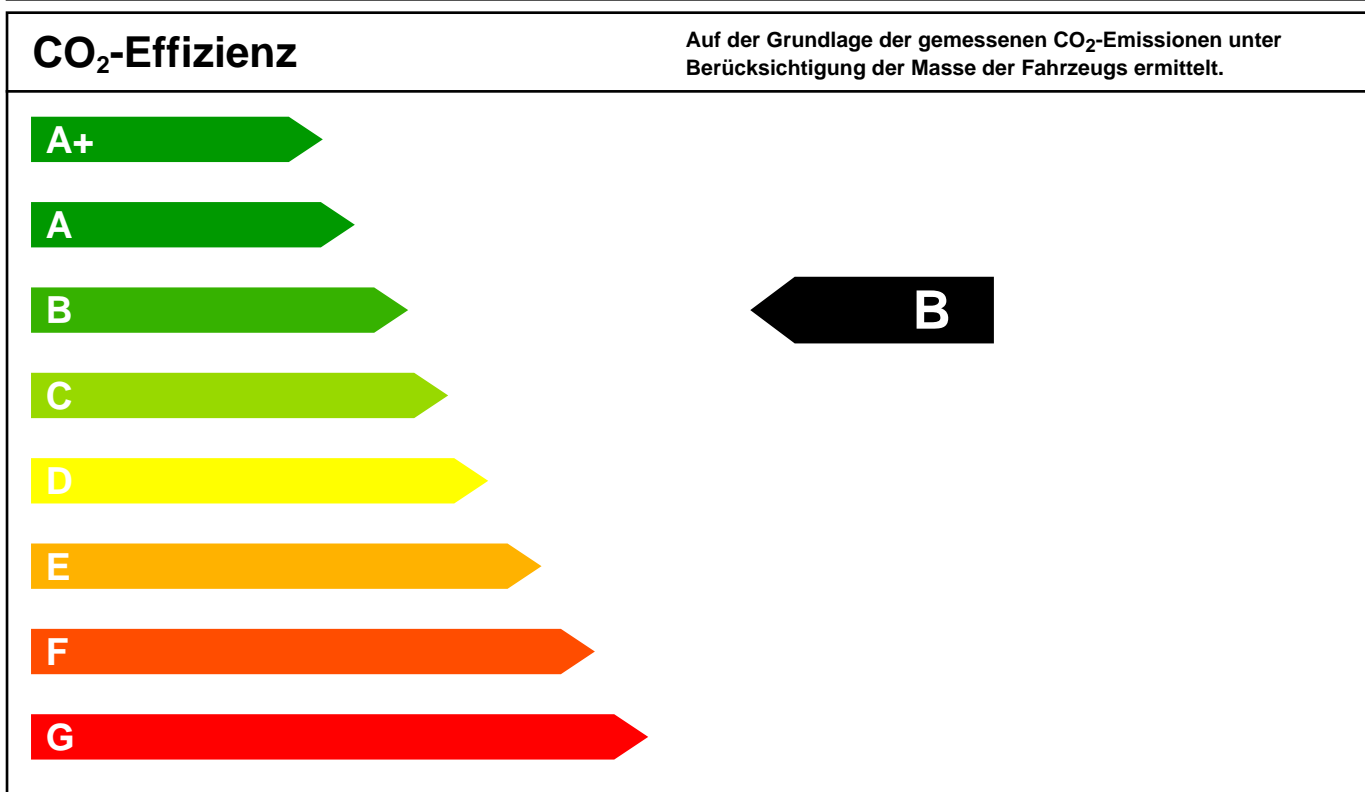 CO₂-Effizienz
Auf der Grundlage der gemessenen CO₂-Emissionen unter
Berücksichtigung der Masse der Fahrzeugs ermittelt.
A+
A
B
B
C
D
E
F
G